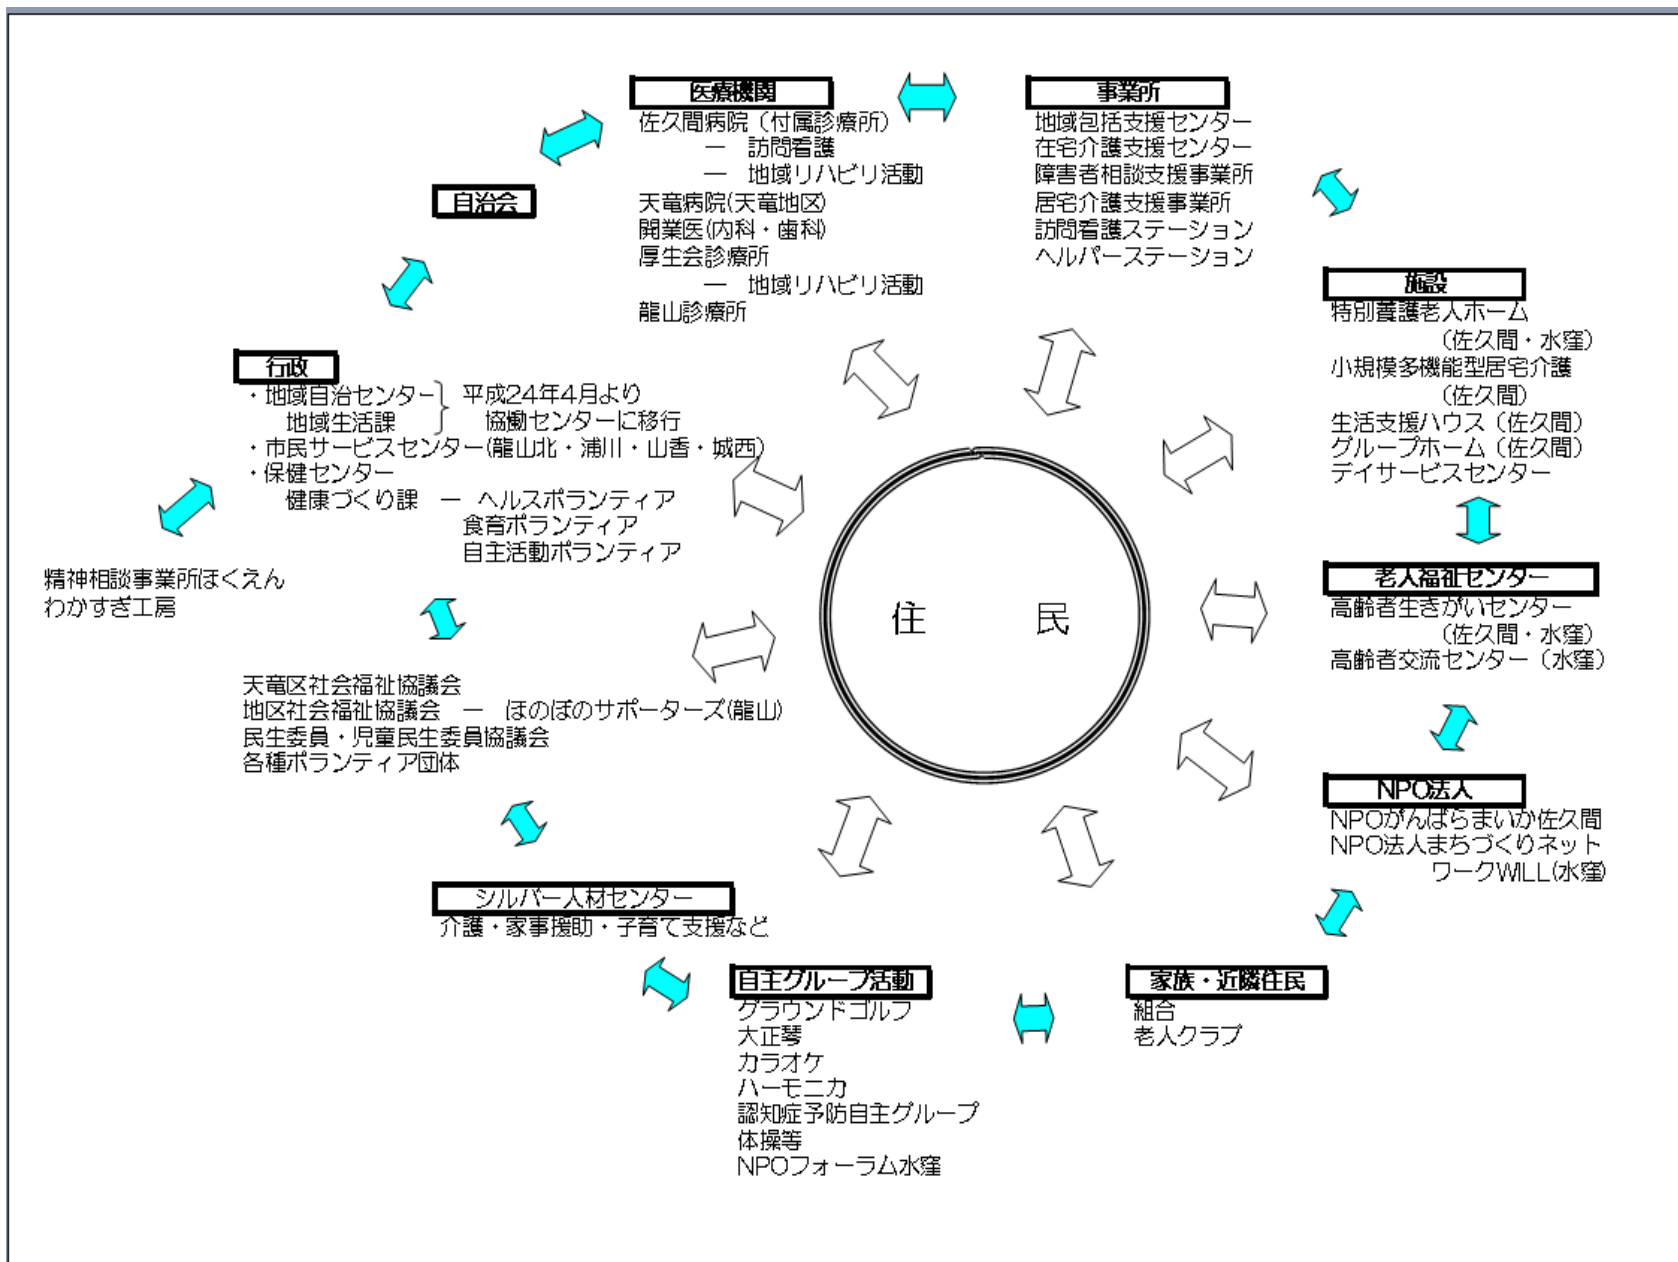 医療機関
佐久間病院（付属診療所）
― 訪問看護
― 地域リハビリ活動
天竜病院(天竜地区)
開業医(内科・歯科)
厚生会診療所
― 地域リハビリ活動
龍山診療所
事業所
地域包括支援センター
在宅介護支援センター
障害者相談支援事業所
居宅介護支援事業所
訪問看護ステーション
ヘルパーステーション
自治会
施設
特別養護老人ホーム
（佐久間・水窪）
小規模多機能型居宅介護
（佐久間）
生活支援ハウス（佐久間）
グループホーム（佐久間）
デイサービスセンター
行政
・地域自治センター
地域生活課
平成24年4月より
協働センターに移行
・市民サービスセンター(龍山北・浦川・山香・城西)
・保健センター
健康づくり課 ― ヘルスボランティア
食育ボランティア
自主活動ボランティア
精神相談事業所ほくえん
わかすぎ工房
住　民
老人福祉センター
高齢者生きがいセンター
（佐久間・水窪）
高齢者交流センター（水窪）
天竜区社会福祉協議会
地区社会福祉協議会 ― ほのぼのサポーターズ(龍山)
民生委員・児童民生委員協議会
各種ボランティア団体
NPO法人
NPOがんばらまいか佐久間
NPO法人まちづくりネット
ワークWILL(水窪)
シルバー人材センター
介護・家事援助・子育て支援など
自主グループ活動
グラウンドゴルフ
大正琴
カラオケ
ハーモニカ
認知症予防自主グループ
体操等
NPOフォーラム水窪
家族・近隣住民
組合
老人クラブ